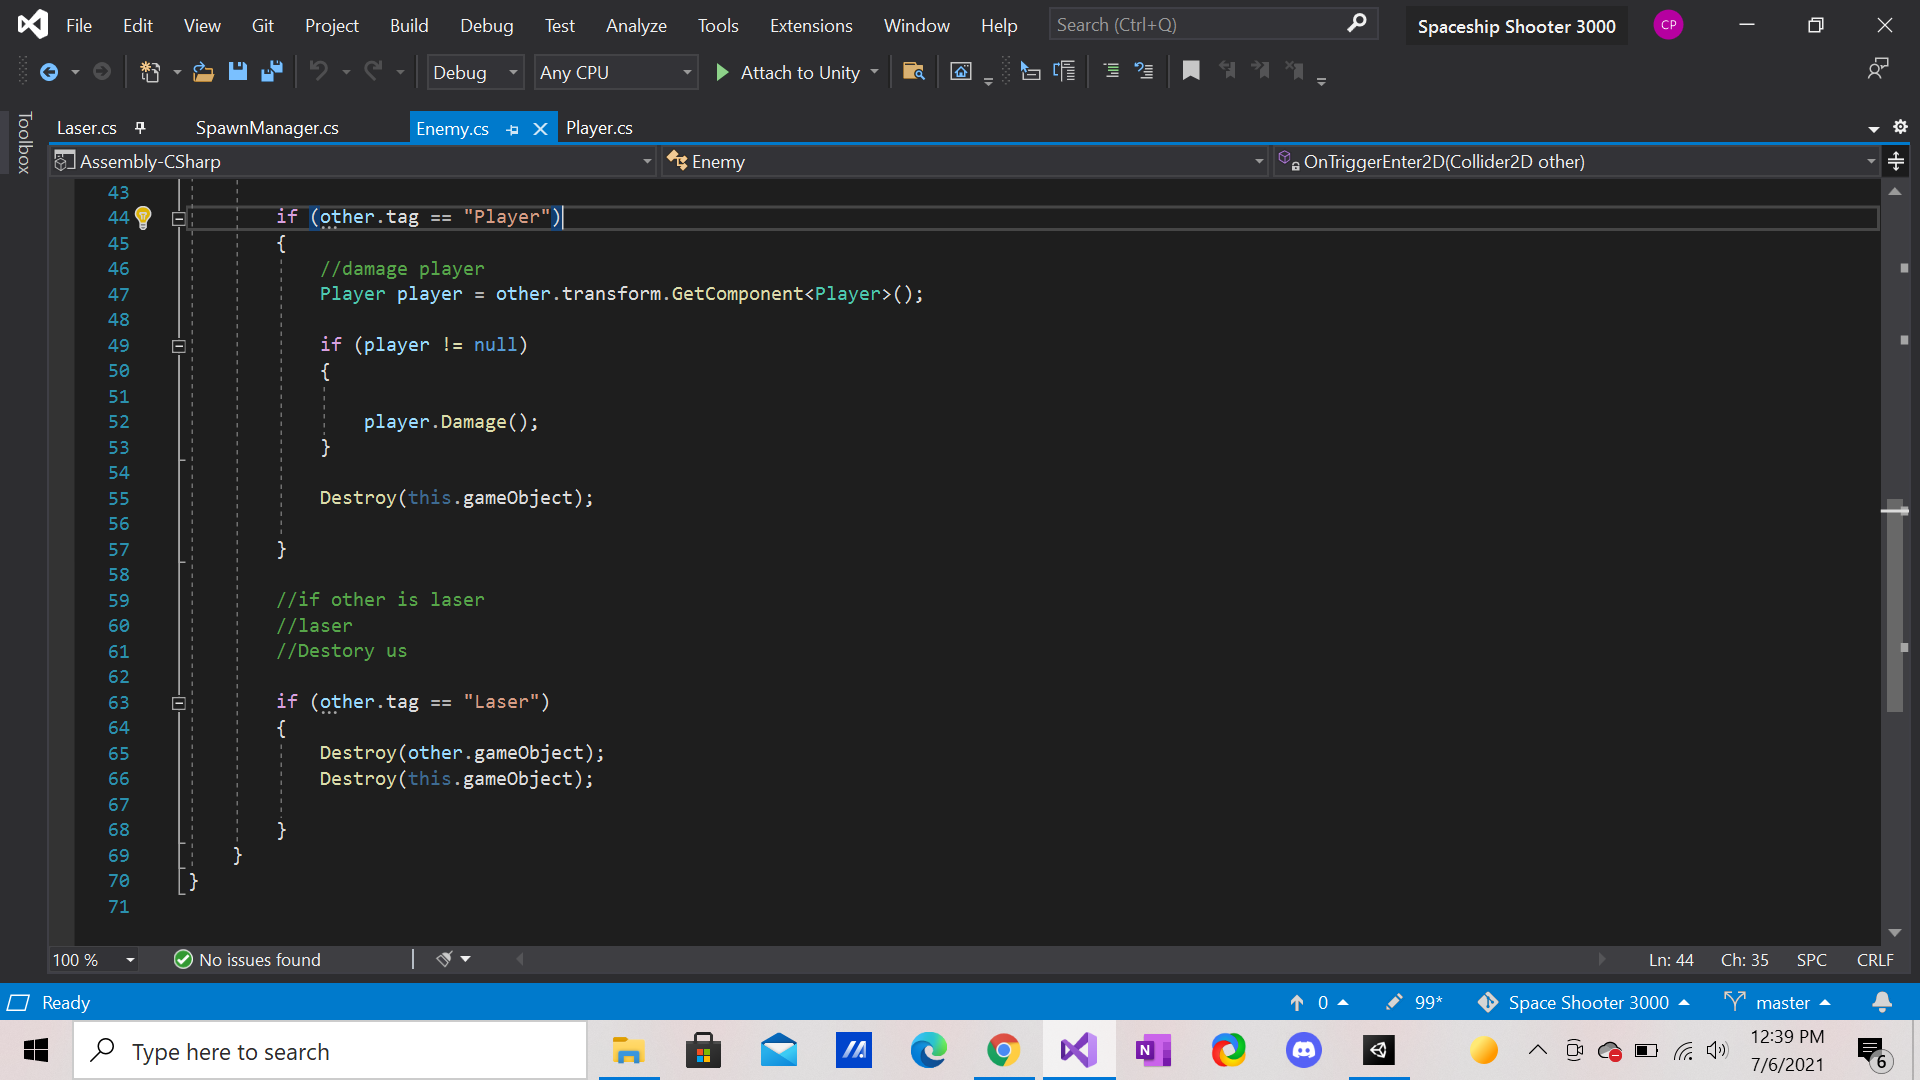 File Edit View Git Project Build Debug Test Analyze Tools Extensions Window Help Search (Ctrl+Q) Spaceship Shooter 3000 CP
Debug Any CPU Attach to Unity
Toolbox
Laser.cs SpawnManager.cs Enemy.cs Player.cs
Assembly-CSharp Enemy OnTriggerEnter2D(Collider2D other)
43
44 if (other.tag == "Player")
45 {
46 //damage player
47 Player player = other.transform.GetComponent<Player>();
48
49 if (player != null)
50 {
51
52 player.Damage();
53 }
54
55 Destroy(this.gameObject);
56
57 }
58
59 //if other is laser
60 //laser
61 //Destory us
62
63 if (other.tag == "Laser")
64 {
65 Destroy(other.gameObject);
66 Destroy(this.gameObject);
67
68 }
69 }
70 }
71
100 % No issues found Ln: 44 Ch: 35 SPC CRLF
Ready 0 99* Space Shooter 3000 master
Type here to search N 12:39 PM
7/6/2021 6